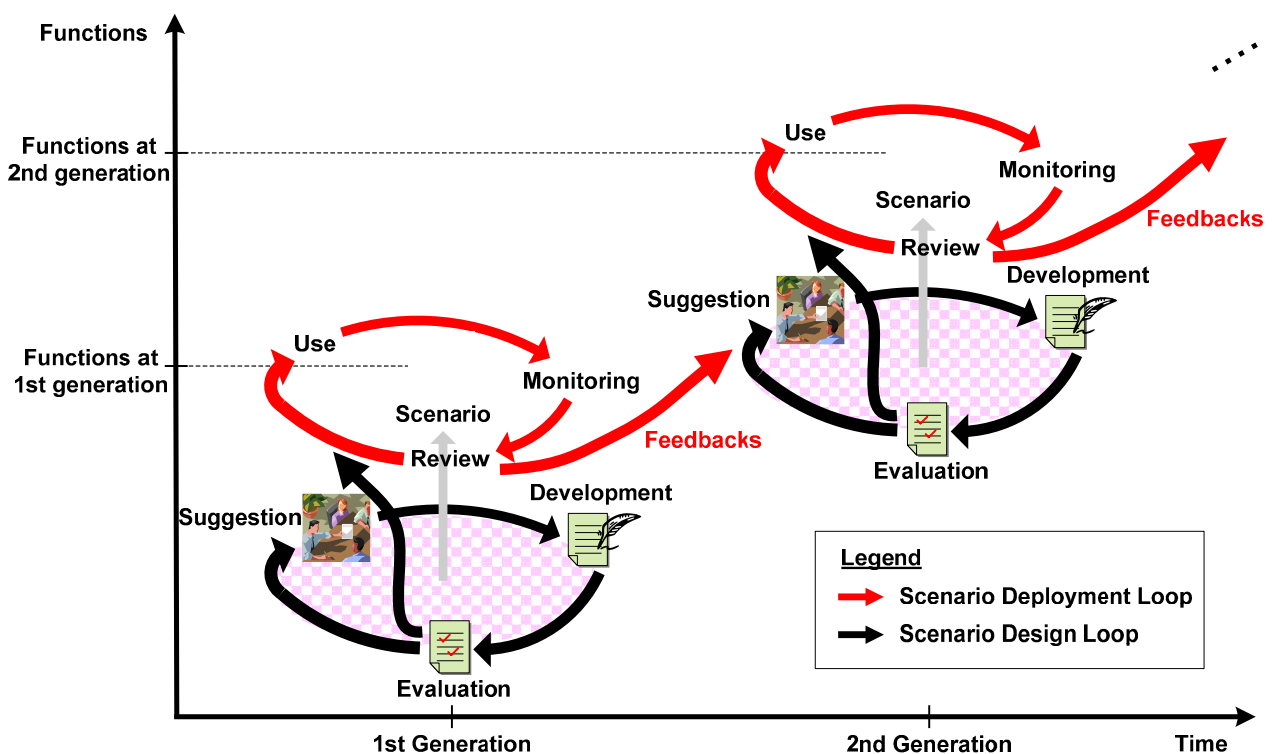 Functions
Functions at
2nd generation
Use
Monitoring
Scenario
Review
Feedbacks
Development
Suggestion
Evaluation
Functions at
1st generation
Use
Monitoring
Scenario
Review
Feedbacks
Development
Suggestion
Evaluation
Legend
Scenario Deployment Loop
Scenario Design Loop
1st Generation
2nd Generation
Time